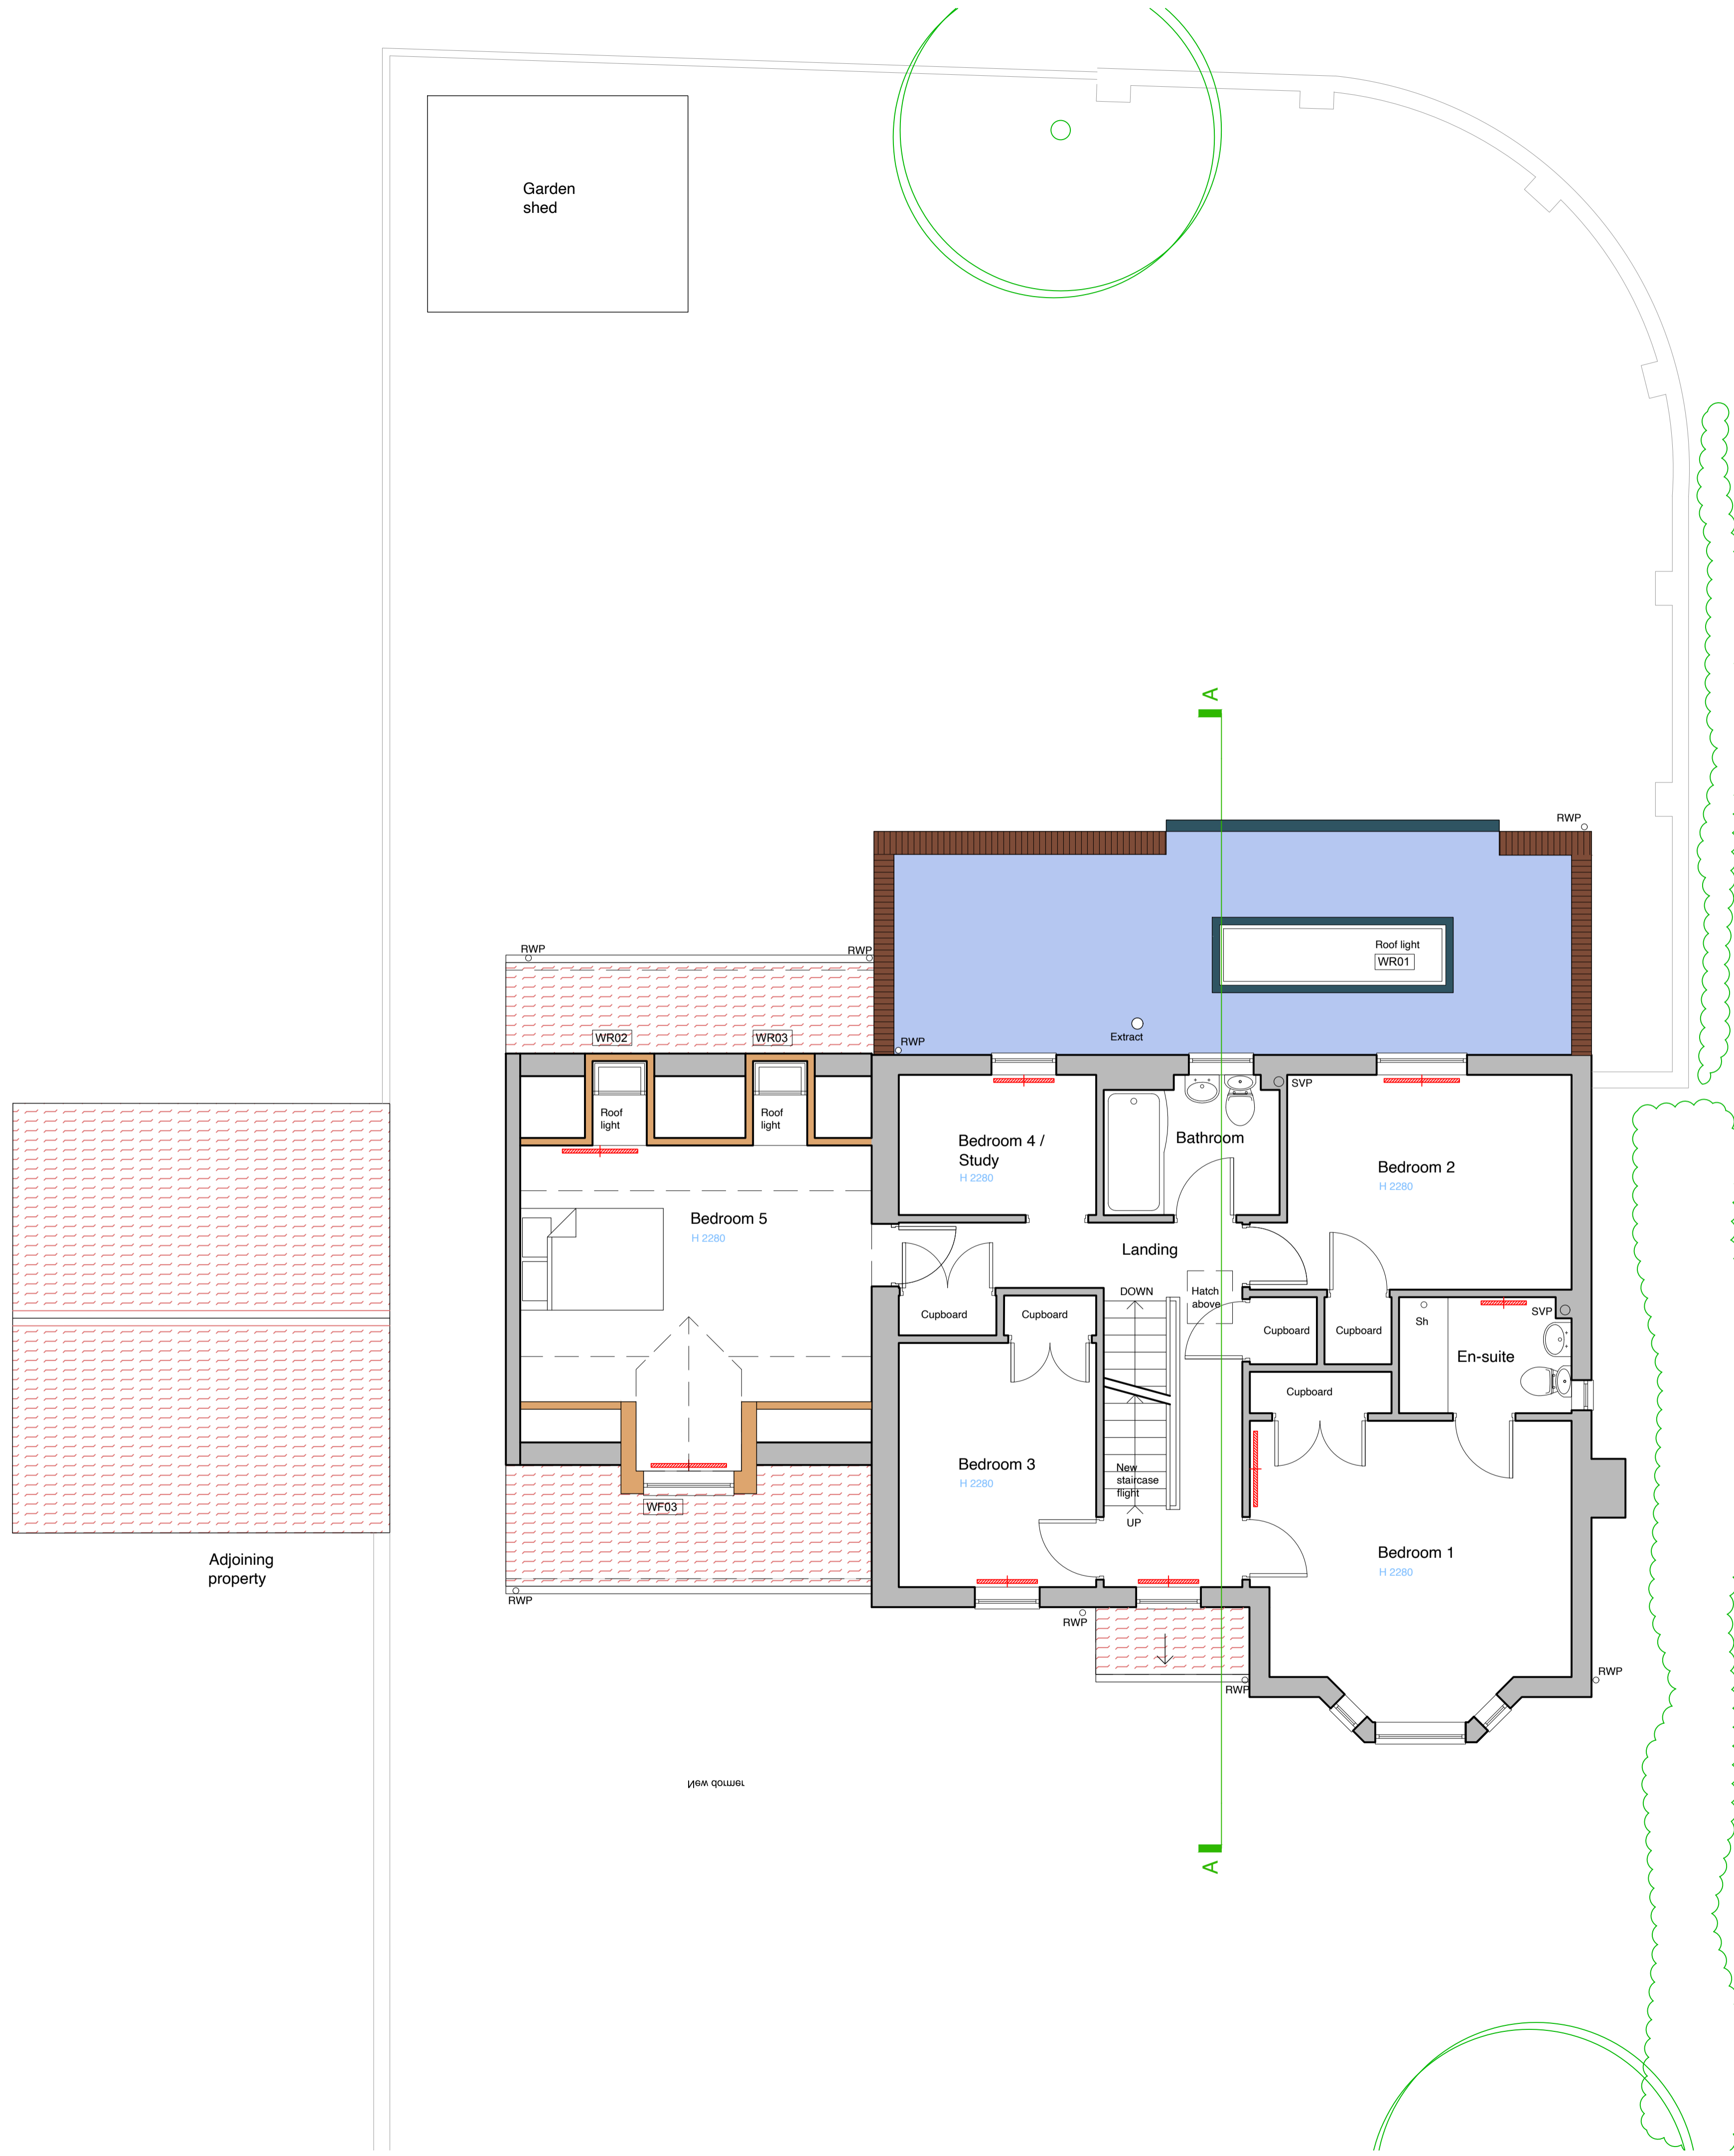 Garden
shed
A
RWP
Roof light
WR01
RWP
RWP
WR02
WR03
Extract
RWP
Roof
light
Roof
light
SVP
Bedroom 4 /
Study
H 2280
Bathroom
Bedroom 2
H 2280
Bedroom 5
H 2280
Landing
DOWN
Hatch
above
Cupboard
Cupboard
Cupboard
Cupboard
Sh
SVP
En-suite
Cupboard
Bedroom 3
H 2280
New
staircase
flight
UP
WF03
Bedroom 1
H 2280
Adjoining
property
RWP
RWP
RWP
RWP
New dormer
A